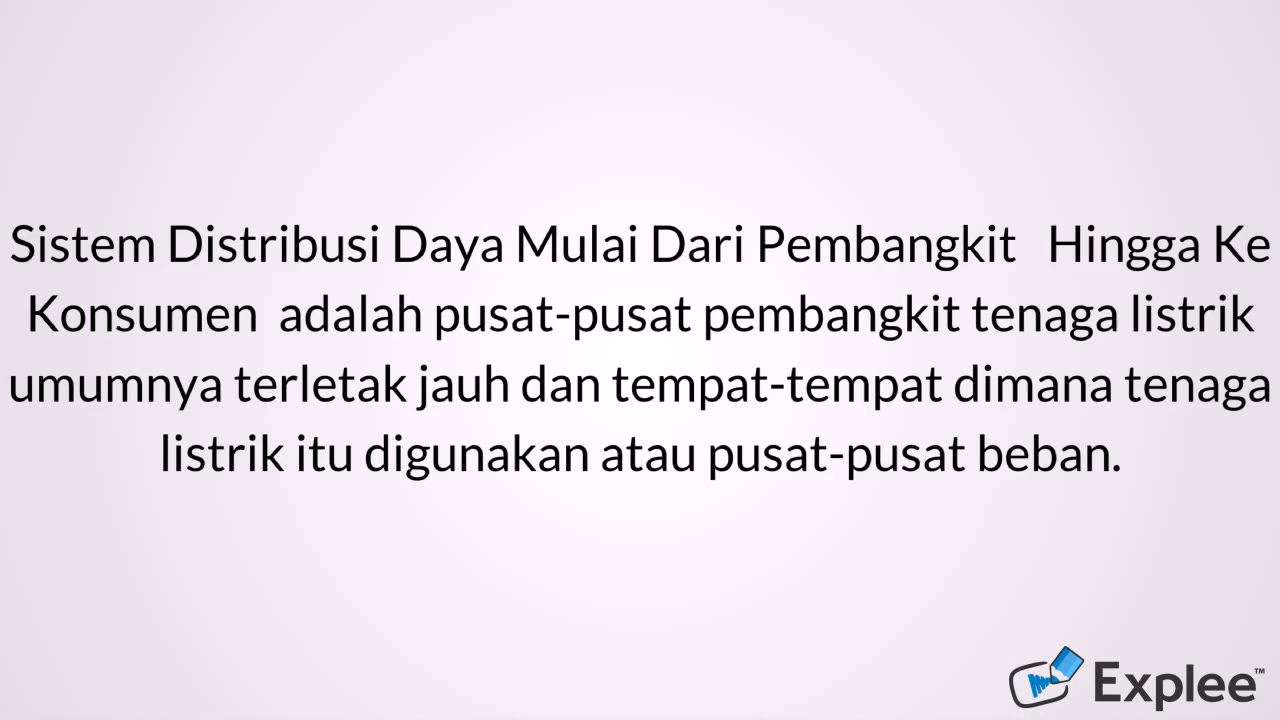 Sistem Distribusi Daya Mulai Dari Pembangkit   Hingga Ke
Konsumen  adalah pusat-pusat pembangkit tenaga listrik
umumnya terletak jauh dan tempat-tempat dimana tenaga
listrik itu digunakan atau pusat-pusat beban.
Explee™